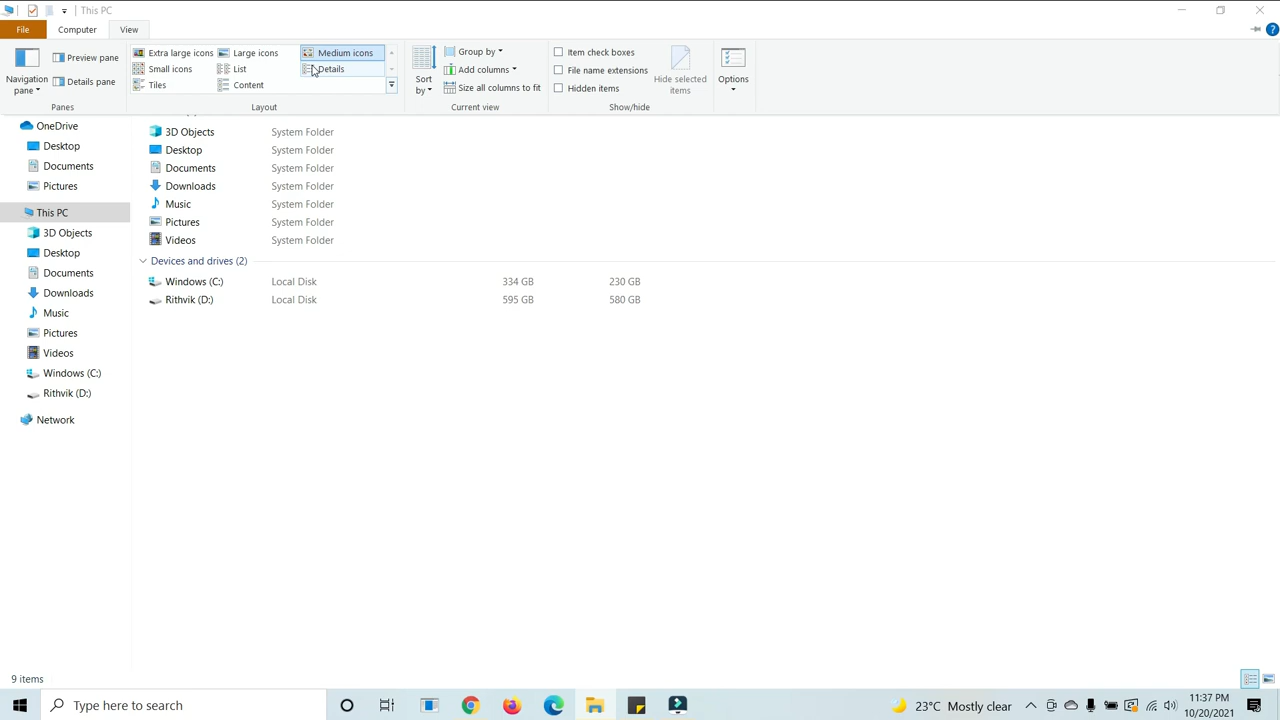 This PC
File
Computer
View
Navigation pane
Preview pane
Details pane
Panes
Extra large icons
Large icons
Medium icons
Small icons
List
Details
Tiles
Content
Layout
Sort by
Group by
Add columns
Size all columns to fit
Current view
Item check boxes
File name extensions
Hidden items
Hide selected items
Show/hide
Options
OneDrive
Desktop
Documents
Pictures
This PC
3D Objects
Desktop
Documents
Downloads
Music
Pictures
Videos
Windows (C:)
Rithvik (D:)
Network
3D Objects System Folder
Desktop System Folder
Documents System Folder
Downloads System Folder
Music System Folder
Pictures System Folder
Videos System Folder
Devices and drives (2)
Windows (C:) Local Disk 334 GB 230 GB
Rithvik (D:) Local Disk 595 GB 580 GB
9 items
Type here to search
23°C Mostly clear
11:37 PM
10/20/2021